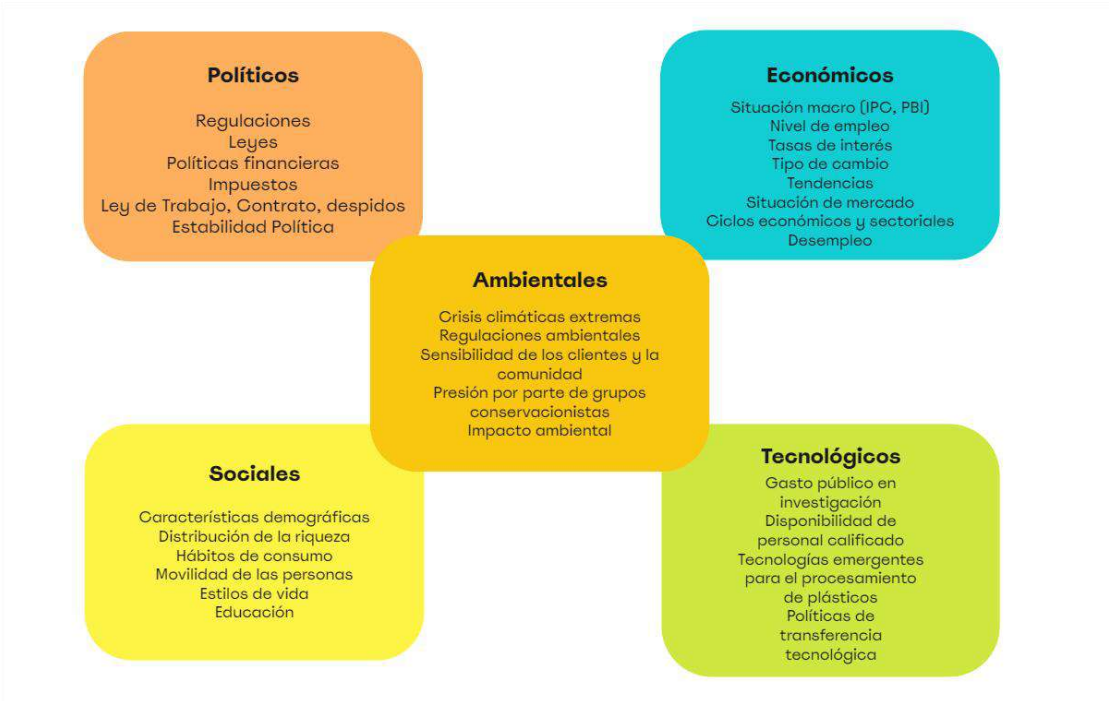 Políticos
Regulaciones
Leyes
Políticas financieras
Impuestos
Ley de Trabajo, Contrato, despidos
Estabilidad Política
Económicos
Situación macro (IPC, PBI)
Nivel de empleo
Tasas de interés
Tipo de cambio
Tendencias
Situación de mercado
Ciclos económicos y sectoriales
Desempleo
Ambientales
Crisis climáticas extremas
Regulaciones ambientales
Sensibilidad de los clientes y la
comunidad
Presión por parte de grupos
conservacionistas
Impacto ambiental
Sociales
Características demográficas
Distribución de la riqueza
Hábitos de consumo
Movilidad de las personas
Estilos de vida
Educación
Tecnológicos
Gasto público en
investigación
Disponibilidad de
personal calificado
Tecnologías emergentes
para el procesamiento
de plásticos
Políticas de
transferencia
tecnológica